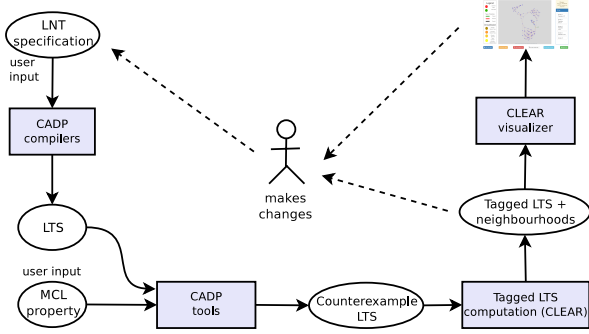 LNT
specification
user
input
CADP
compilers
LTS
user input
MCL
property
CADP
tools
Counterexample
LTS
Tagged LTS
computation (CLEAR)
Tagged LTS +
neighbourhoods
CLEAR
visualizer
makes
changes